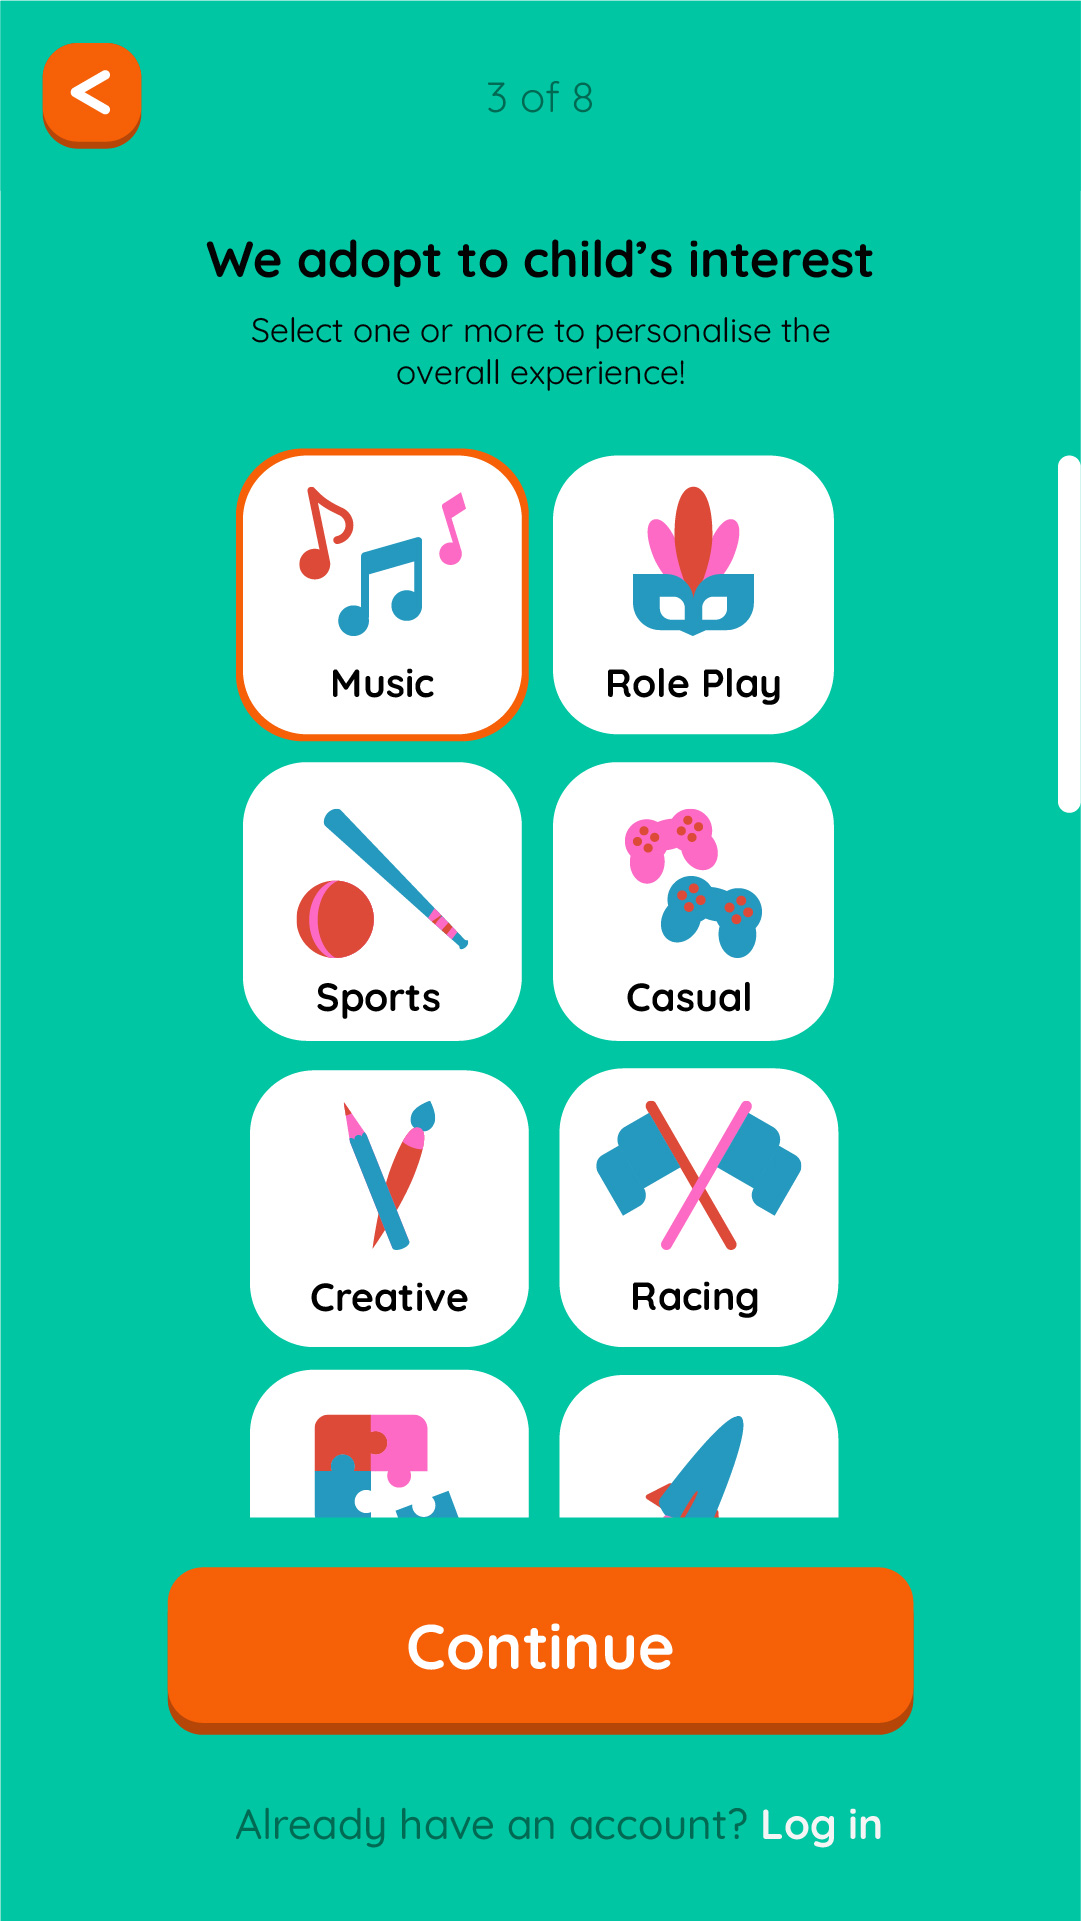 3 of 8
We adopt to child’s interest
Select one or more to personalise the
overall experience!
Music
Role Play
Sports
Casual
Creative
Racing
Continue
Already have an account? Log in